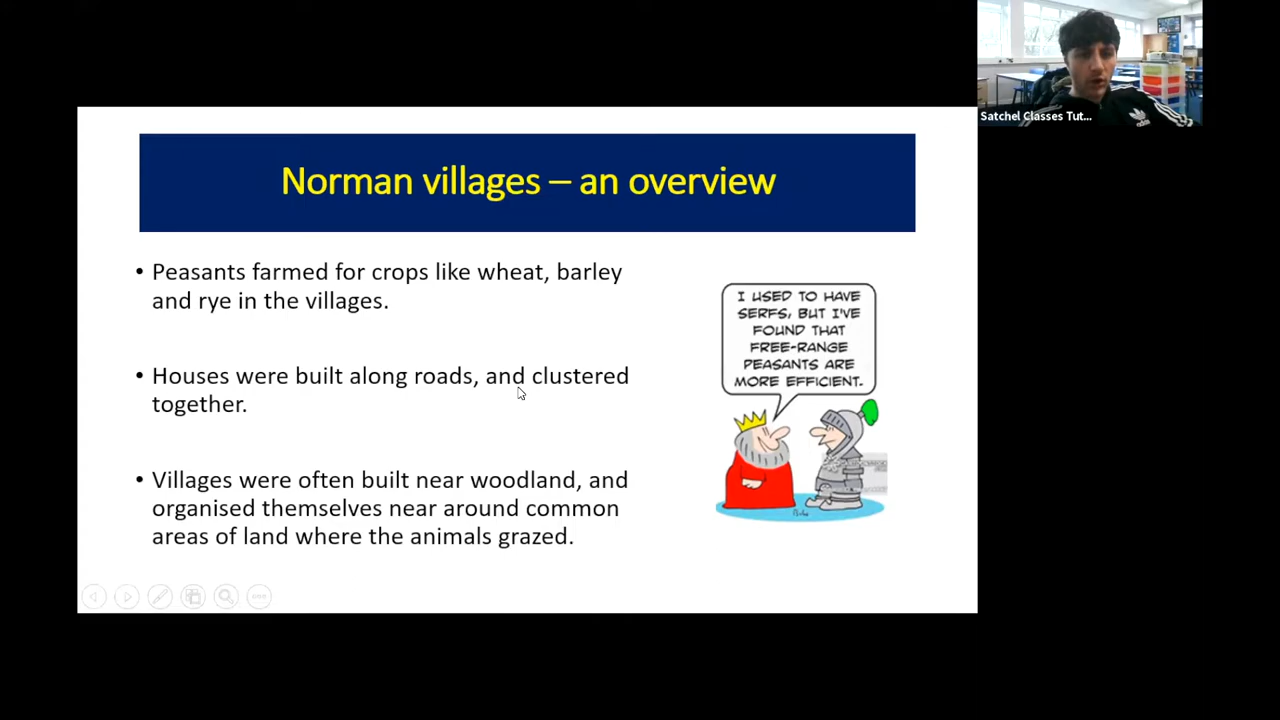 Satchel Classes Tut...
Norman villages – an overview
• Peasants farmed for crops like wheat, barley
and rye in the villages.
• Houses were built along roads, and clustered
together.
• Villages were often built near woodland, and
organised themselves near around common
areas of land where the animals grazed.
I USED TO HAVE
SERFS, BUT I'VE
FOUND THAT
FREE-RANGE
PEASANTS ARE
MORE EFFICIENT.
adidas